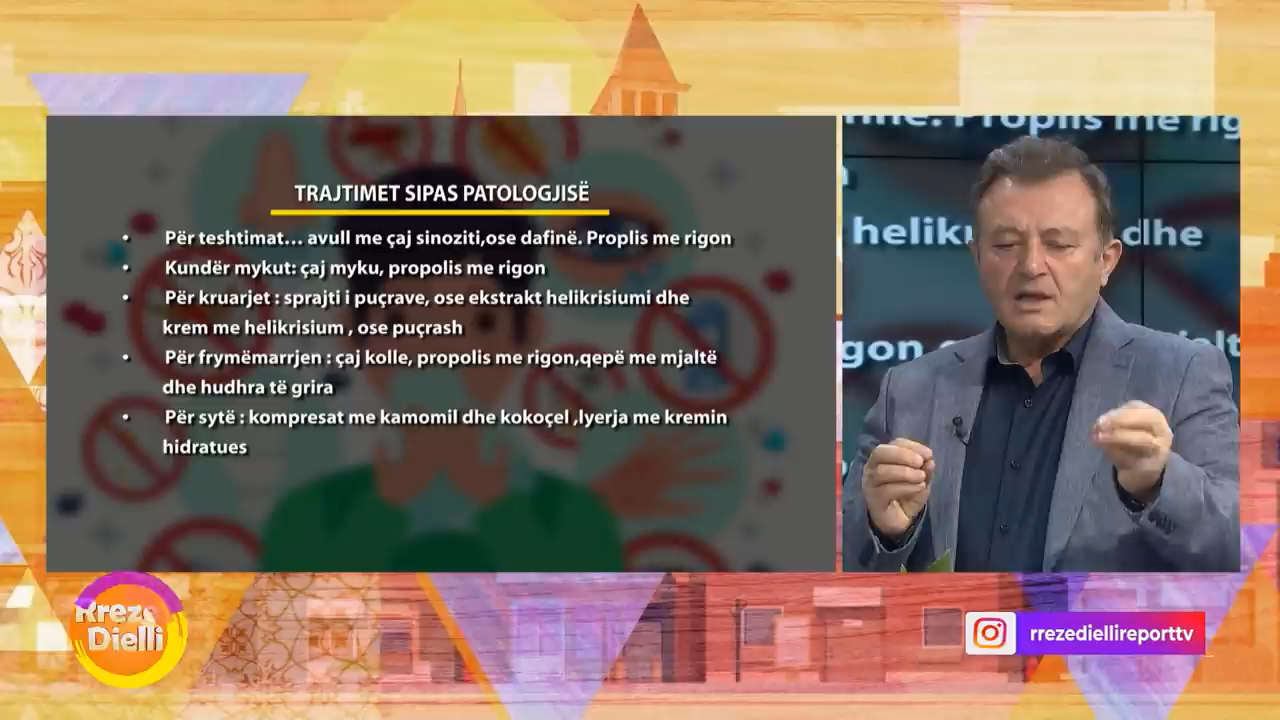 TRAJTIMET SIPAS PATOLOGJISË
• Për teshtimat... avull me çaj sinoziti,ose dafinë. Proplis me rigon
• Kundër mykut: çaj myku, propolis me rigon
• Për kruarjet : sprajti i puçrave, ose ekstrakt helikrisiumi dhe
krem me helikrisium , ose puçrash
• Për frymëmarrjen : çaj kolle, propolis me rigon,qepë me mjaltë
dhe hudhra të grira
• Për sytë : kompresat me kamomil dhe kokoçel ,lyerja me kremin
hidratues
Proplis me rig
dhe
Rreze
Dielli
rrezediellireporttv